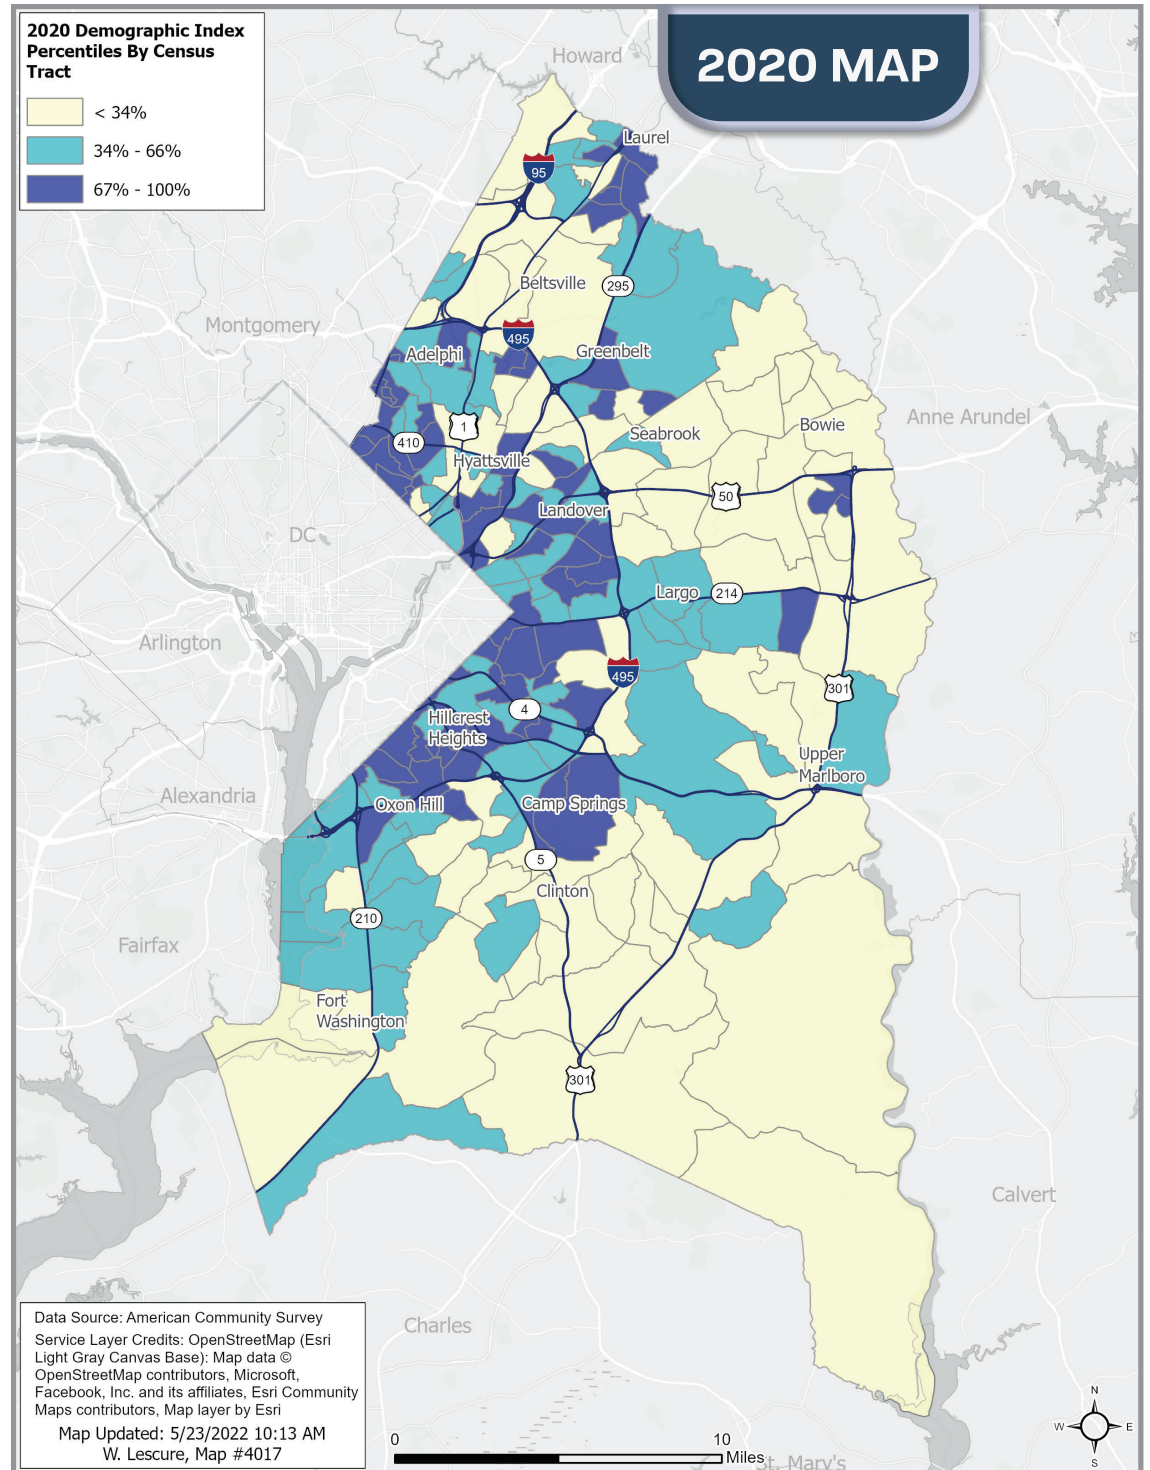 2020 Demographic Index
Percentiles By Census
Tract
< 34%
34% - 66%
67% - 100%
2020 MAP
Howard
Laurel
95
Beltsville
295
Montgomery
495
Adelphi
Greenbelt
Anne Arundel
1
Bowie
Seabrook
410
Hyattsville
50
Landover
DC
Largo
214
Arlington
495
301
4
Hillcrest
Heights
Upper
Marlboro
Alexandria
Oxon Hill
Camp Springs
5
Clinton
210
Fairfax
Fort
Washington
301
Calvert
Charles
St. Mary's
Data Source: American Community Survey
Service Layer Credits: OpenStreetMap (Esri
Light Gray Canvas Base): Map data ©
OpenStreetMap contributors, Microsoft,
Facebook, Inc. and its affiliates, Esri Community
Maps contributors, Map layer by Esri
Map Updated: 5/23/2022 10:13 AM
W. Lescure, Map #4017
0 10
Miles
N
W E
S